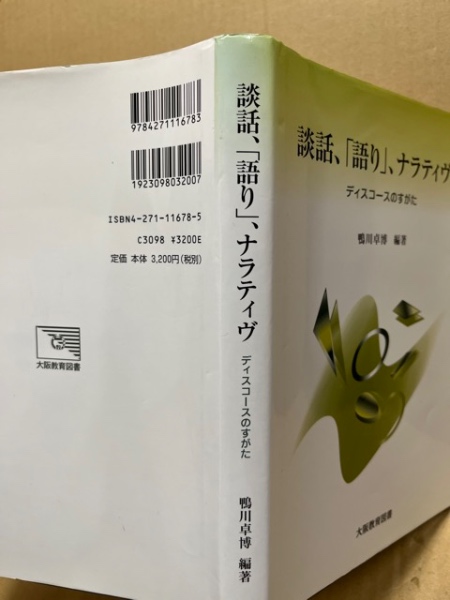 9784271116783
1923098032007
ISBN4-271-11678-5
C3098 ¥3200E
定価 本体 3,200円(税別)
大阪教育図書
談話、「語り」、ナラティヴ
ディスコースのすがた
鴨川卓博 編著
談話、「語り」、ナラティヴ
ディスコースのすがた
鴨川卓博 編著
大阪教育図書